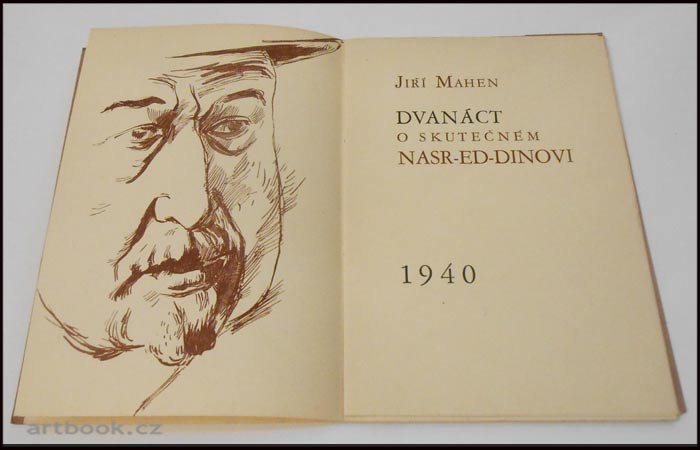 JIŘÍ MAHEN
DVANÁCT
O SKUTEČNÉM
NASR-ED-DINOVI
1940
artbook.cz